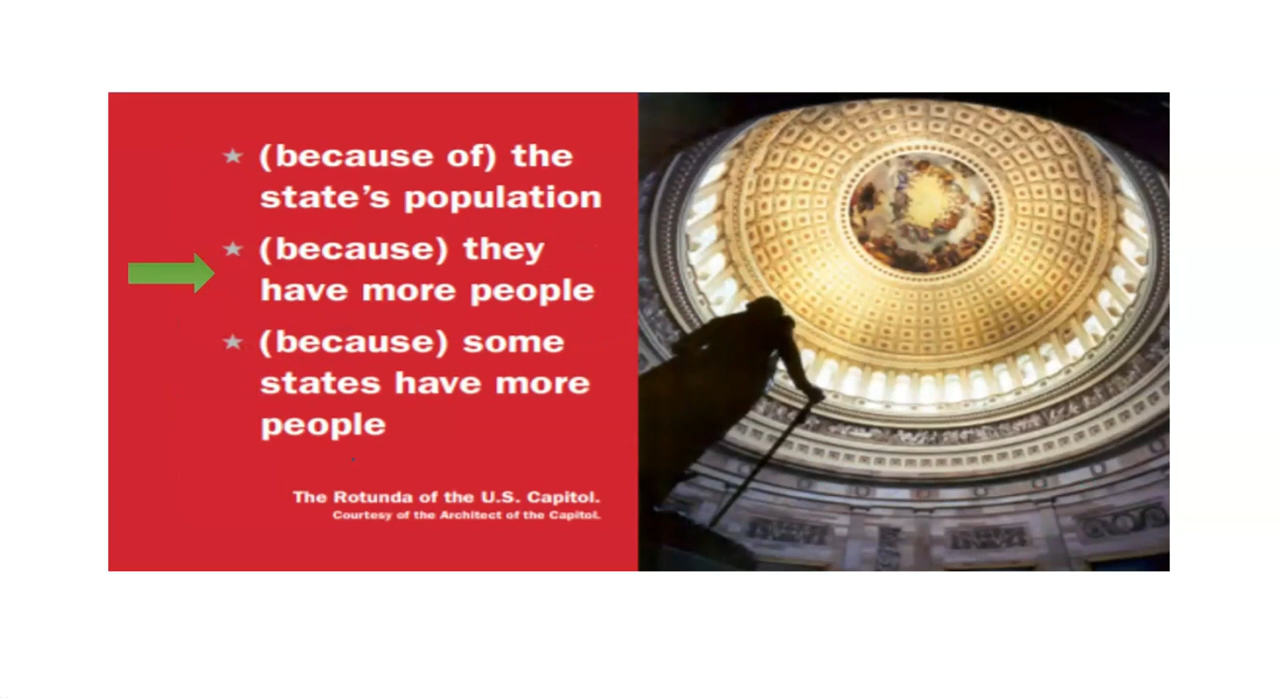 (because of) the
state's population
(because) they
have more people
(because) some
states have more
people
The Rotunda of the U.S. Capitol.
Courtesy of the Architect of the Capitol.